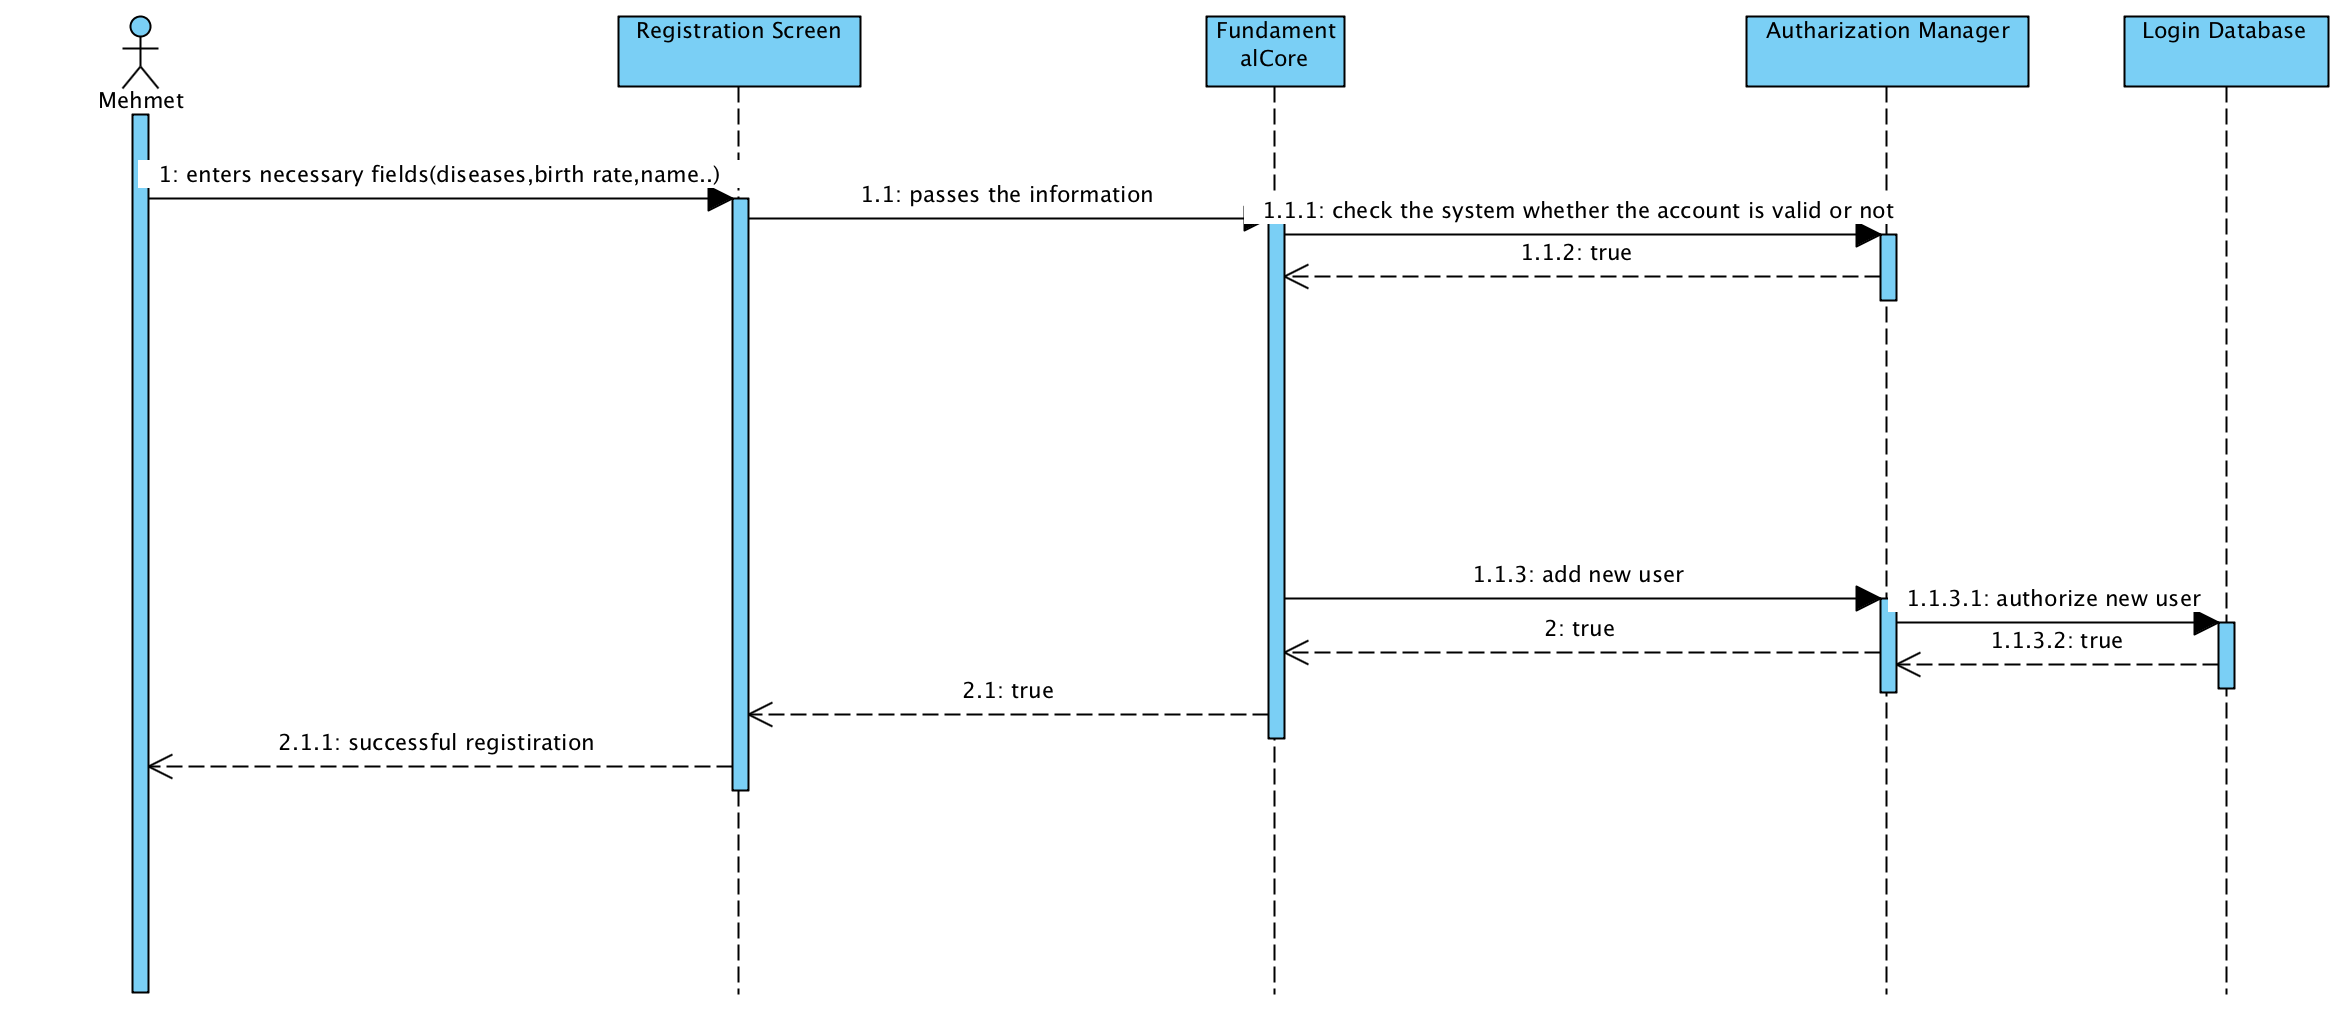 Mehmet
Registration Screen
Fundament
alCore
Autharization Manager
Login Database
1: enters necessary fields(diseases,birth rate,name..)
1.1: passes the information
1.1.1: check the system whether the account is valid or not
1.1.2: true
1.1.3: add new user
1.1.3.1: authorize new user
2: true
1.1.3.2: true
2.1: true
2.1.1: successful registiration